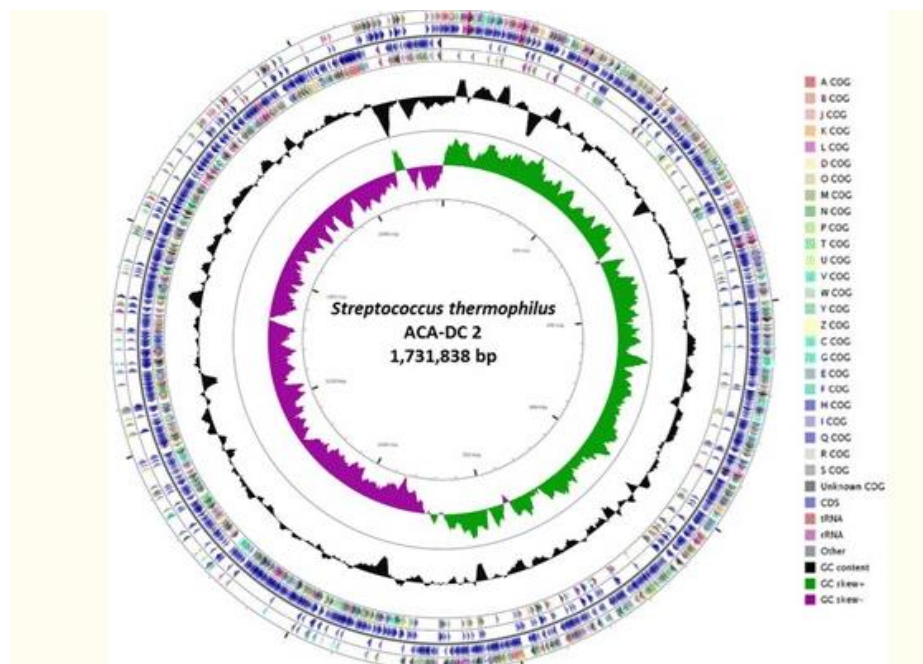 Streptococcus thermophilus
ACA-DC 2
1,731,838 bp
A COG
B COG
J COG
K COG
L COG
D COG
O COG
M COG
N COG
P COG
T COG
U COG
V COG
W COG
Y COG
Z COG
C COG
G COG
E COG
F COG
H COG
I COG
Q COG
R COG
S COG
Unknown COG
CDS
tRNA
rRNA
Other
GC content
GC skew+
GC skew-